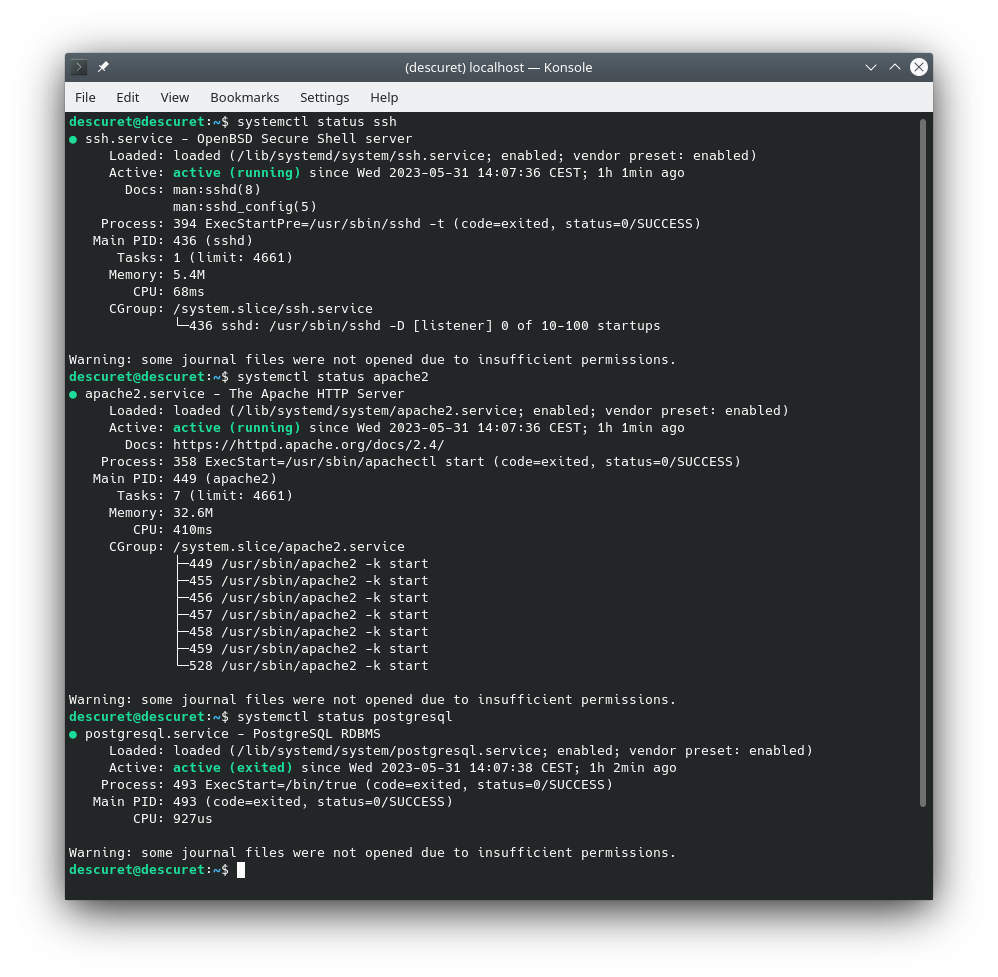 (descuret) localhost — Konsole
File Edit View Bookmarks Settings Help
descuret@descuret:~$ systemctl status ssh
● ssh.service - OpenBSD Secure Shell server
     Loaded: loaded (/lib/systemd/system/ssh.service; enabled; vendor preset: enabled)
     Active: active (running) since Wed 2023-05-31 14:07:36 CEST; 1h 1min ago
       Docs: man:sshd(8)
             man:sshd_config(5)
    Process: 394 ExecStartPre=/usr/sbin/sshd -t (code=exited, status=0/SUCCESS)
   Main PID: 436 (sshd)
      Tasks: 1 (limit: 4661)
     Memory: 5.4M
        CPU: 68ms
     CGroup: /system.slice/ssh.service
             └─436 sshd: /usr/sbin/sshd -D [listener] 0 of 10-100 startups

Warning: some journal files were not opened due to insufficient permissions.
descuret@descuret:~$ systemctl status apache2
● apache2.service - The Apache HTTP Server
     Loaded: loaded (/lib/systemd/system/apache2.service; enabled; vendor preset: enabled)
     Active: active (running) since Wed 2023-05-31 14:07:36 CEST; 1h 1min ago
       Docs: https://httpd.apache.org/docs/2.4/
    Process: 358 ExecStart=/usr/sbin/apachectl start (code=exited, status=0/SUCCESS)
   Main PID: 449 (apache2)
      Tasks: 7 (limit: 4661)
     Memory: 32.6M
        CPU: 410ms
     CGroup: /system.slice/apache2.service
             ├─449 /usr/sbin/apache2 -k start
             ├─455 /usr/sbin/apache2 -k start
             ├─456 /usr/sbin/apache2 -k start
             ├─457 /usr/sbin/apache2 -k start
             ├─458 /usr/sbin/apache2 -k start
             ├─459 /usr/sbin/apache2 -k start
             └─528 /usr/sbin/apache2 -k start

Warning: some journal files were not opened due to insufficient permissions.
descuret@descuret:~$ systemctl status postgresql
● postgresql.service - PostgreSQL RDBMS
     Loaded: loaded (/lib/systemd/system/postgresql.service; enabled; vendor preset: enabled)
     Active: active (exited) since Wed 2023-05-31 14:07:38 CEST; 1h 2min ago
    Process: 493 ExecStart=/bin/true (code=exited, status=0/SUCCESS)
   Main PID: 493 (code=exited, status=0/SUCCESS)
        CPU: 927us

Warning: some journal files were not opened due to insufficient permissions.
descuret@descuret:~$